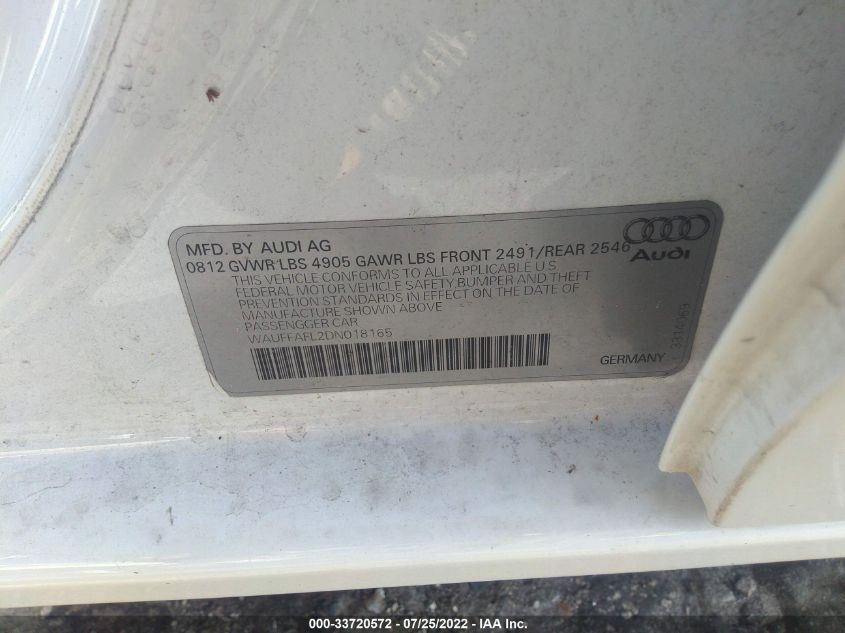 MFD. BY AUDI AG
0812 GVWR LBS 4905 GAWR LBS FRONT 2491/REAR 2546
THIS VEHICLE CONFORMS TO ALL APPLICABLE U S
FEDERAL MOTOR VEHICLE SAFETY, BUMPER AND THEFT
PREVENTION STANDARDS IN EFFECT ON THE DATE OF
MANUFACTURE SHOWN ABOVE
PASSENGGER CAR
WAUFFAFL2DN018165
Audi
GERMANY
3314069
000-33720572 / 07/25/2022 - IAA Inc.